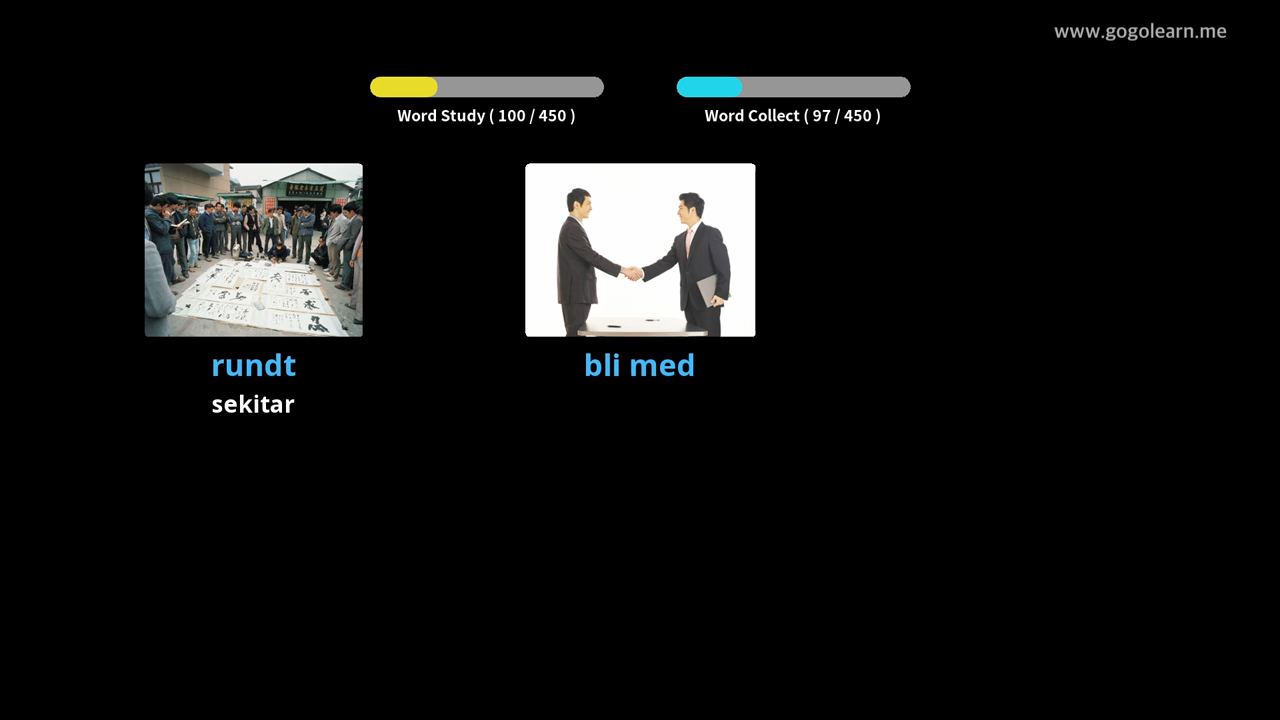 www.gogolearn.me
Word Study ( 100 / 450 )
Word Collect ( 97 / 450 )
rundt
sekitar
bli med